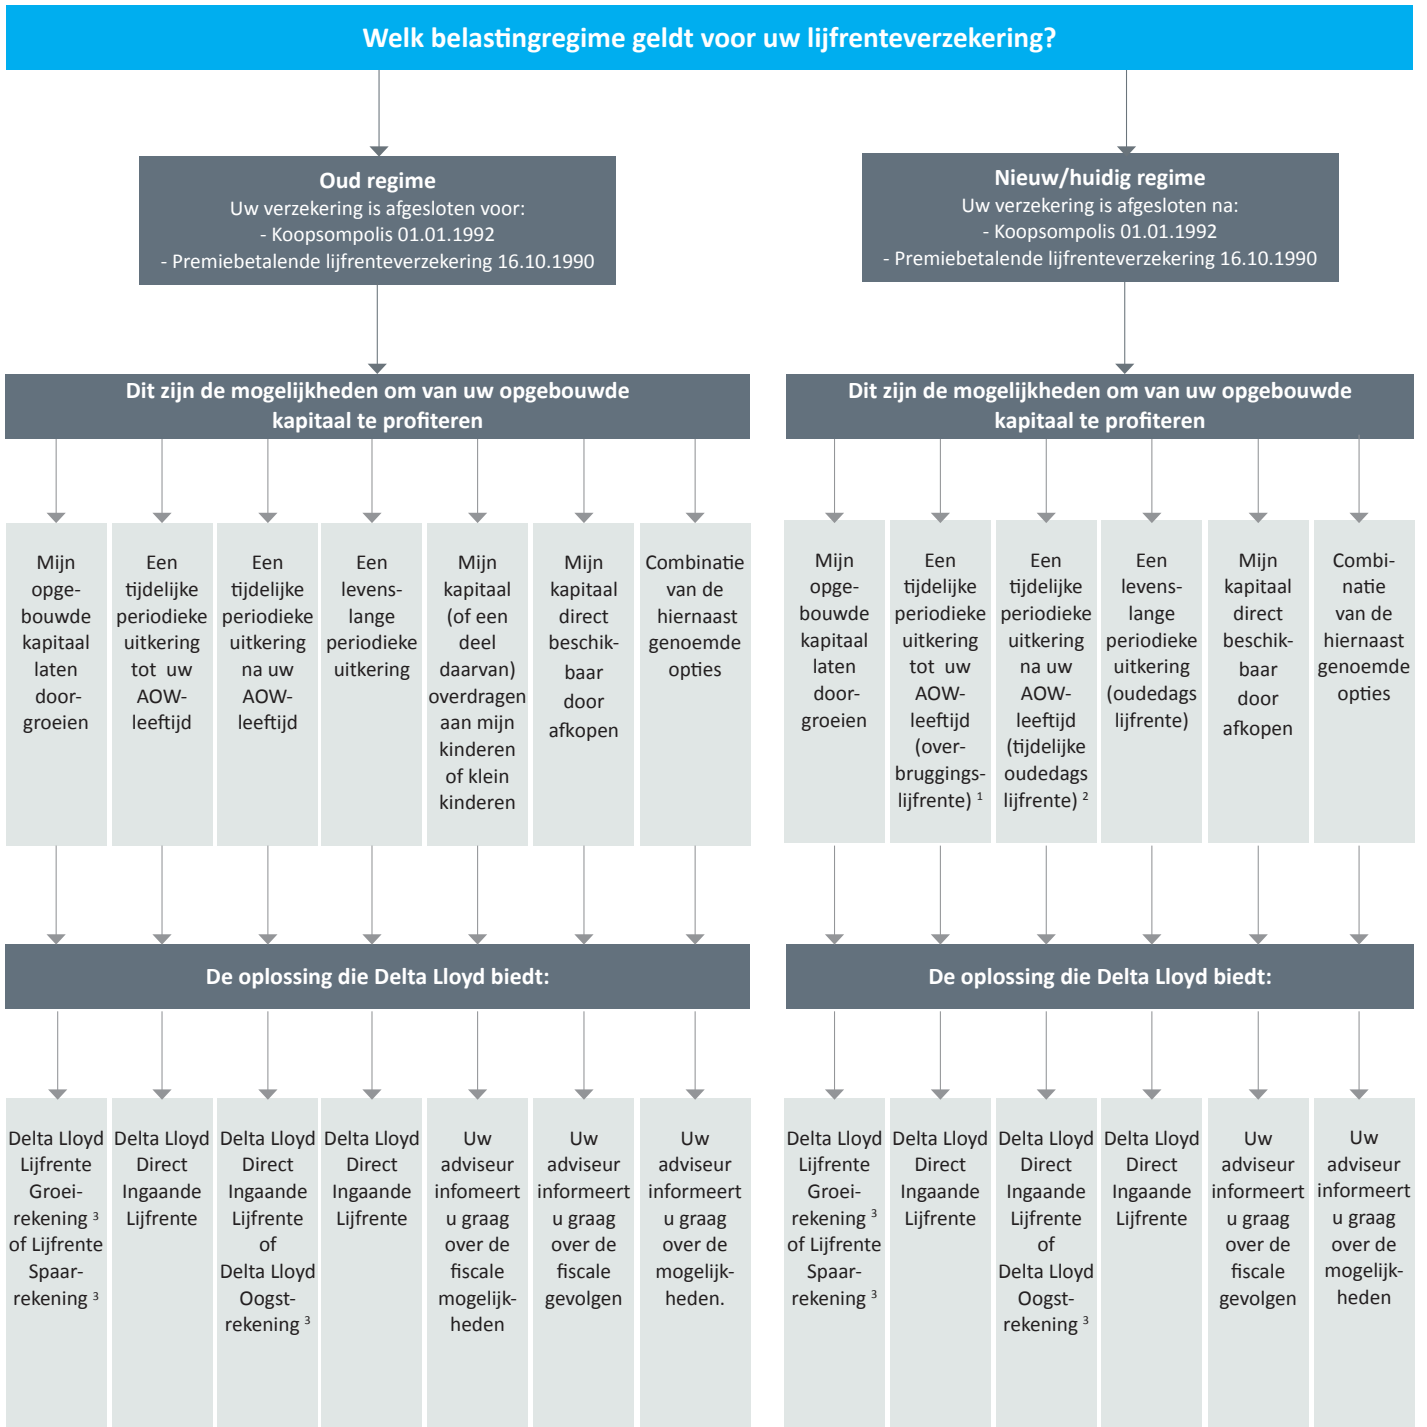 Welk belastingregime geldt voor uw lijfrenteverzekering?
Oud regime
Uw verzekering is afgesloten voor:
- Koopsompolis 01.01.1992
- Premiebetalende lijfrenteverzekering 16.10.1990
Nieuw/huidig regime
Uw verzekering is afgesloten na:
- Koopsompolis 01.01.1992
- Premiebetalende lijfrenteverzekering 16.10.1990
Dit zijn de mogelijkheden om van uw opgebouwde
kapitaal te profiteren
Mijn
opge-
bouwde
kapitaal
laten
door-
groeien
Een
tijdelijke
periodieke
uitkering
tot uw
AOW-
leeftijd
Een
tijdelijke
periodieke
uitkering
na uw
AOW-
leeftijd
Een
levens-
lange
periodieke
uitkering
Mijn
kapitaal
(of een
deel
daarvan)
overdragen
aan mijn
kinderen
of klein
kinderen
Mijn
kapitaal
direct
beschik-
baar
door
afkopen
Combinatie
van de
hiernaast
genoemde
opties
Dit zijn de mogelijkheden om van uw opgebouwde
kapitaal te profiteren
Mijn
opge-
bouwde
kapitaal
laten
door-
groeien
Een
tijdelijke
periodieke
uitkering
tot uw
AOW-
leeftijd
(over-
bruggings-
lijfrente) 1
Een
tijdelijke
periodieke
uitkering
na uw
AOW-
leeftijd
(tijdelijke
oudedags
lijfrente) 2
Een
levens-
lange
periodieke
uitkering
(oudedags
lijfrente)
Mijn
kapitaal
direct
beschik-
baar
door
afkopen
Combi-
natie
van de
hiernaast
genoemde
opties
De oplossing die Delta Lloyd biedt:
Delta Lloyd
Lijfrente
Groei-
rekening 3
of Lijfrente
Spaar-
rekening 3
Delta Lloyd
Direct
Ingaande
Lijfrente
Delta Lloyd
Direct
Ingaande
Lijfrente
of
Delta Lloyd
Oogst-
rekening 3
Delta Lloyd
Direct
Ingaande
Lijfrente
Uw
adviseur
infomeert
u graag
over de
fiscale
mogelijk-
heden
Uw
adviseur
informeert
u graag
over de
fiscale
gevolgen
Uw
adviseur
informeert
u graag
over de
mogelijk-
heden.
De oplossing die Delta Lloyd biedt:
Delta Lloyd
Lijfrente
Groei-
rekening 3
of Lijfrente
Spaar-
rekening 3
Delta Lloyd
Direct
Ingaande
Lijfrente
Delta Lloyd
Direct
Ingaande
Lijfrente
of
Delta Lloyd
Oogst-
rekening 3
Delta Lloyd
Direct
Ingaande
Lijfrente
Uw
adviseur
informeert
u graag
over de
fiscale
gevolgen
Uw
adviseur
informeert
u graag
over de
mogelijk-
heden